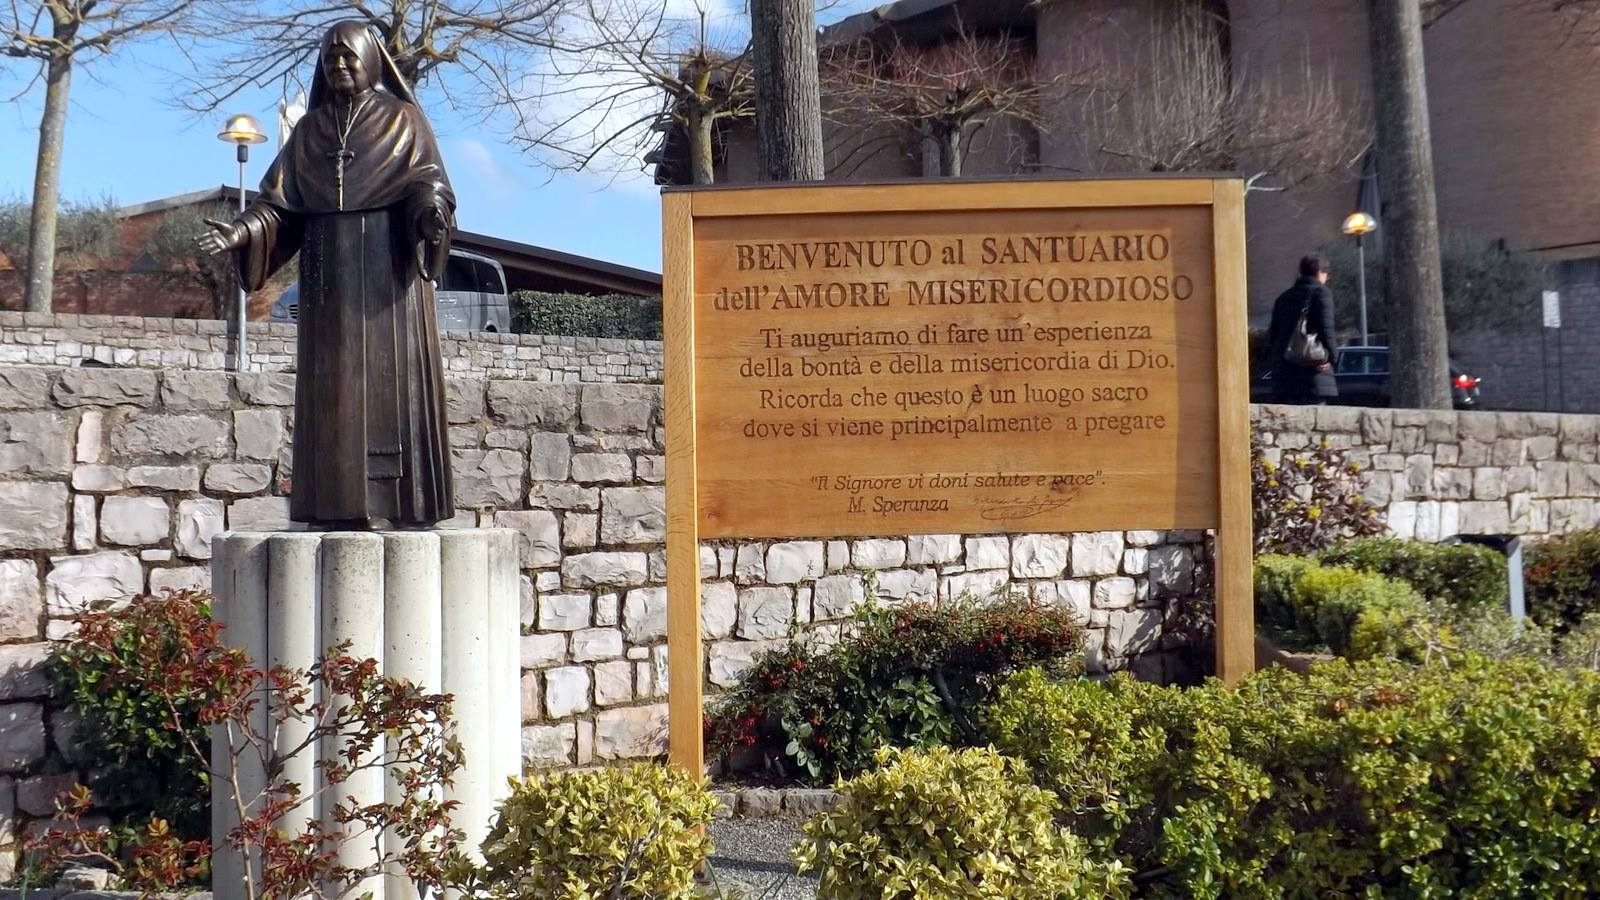 BENVENUTO al SANTUARIO
dell'AMORE MISERICORDIOSO
Ti auguriamo di fare un'esperienza
della bontà e della misericordia di Dio.
Ricorda che questo è un luogo sacro
dove si viene principalmente a pregare
"Il Signore vi doni salute e pace".
M. Speranza